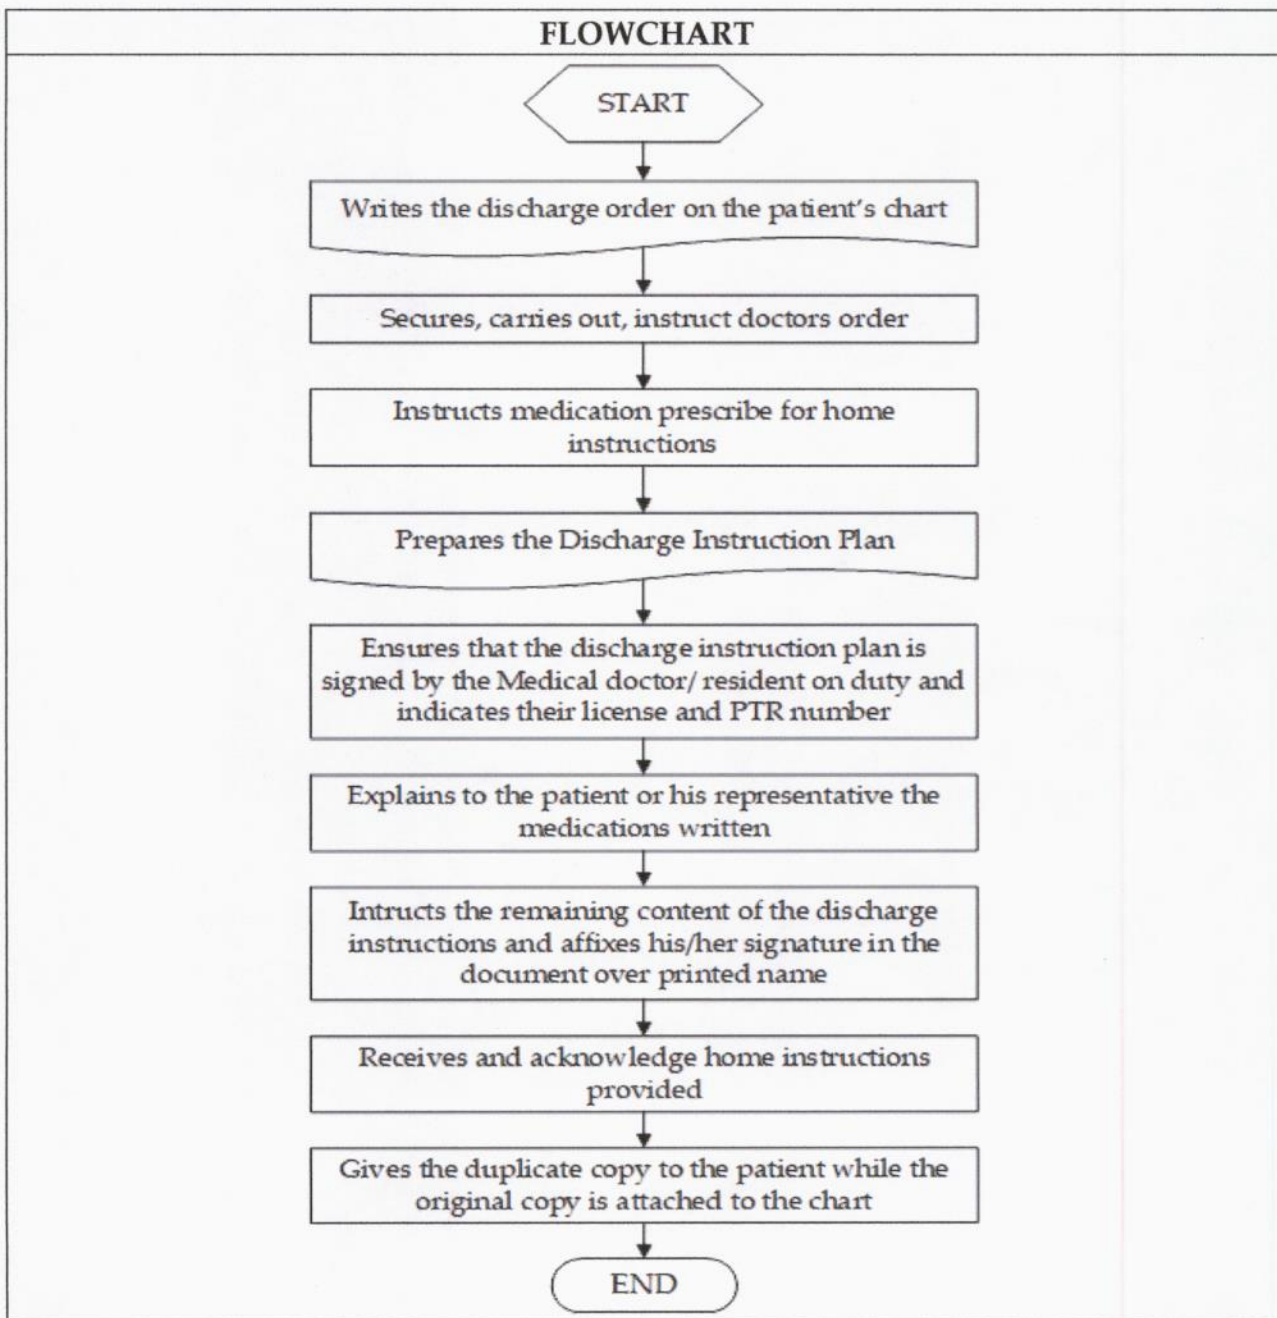 FLOWCHART
START
Writes the discharge order on the patient's chart
Secures, carries out, instruct doctors order
Instructs medication prescribe for home
instructions
Prepares the Discharge Instruction Plan
Ensures that the discharge instruction plan is
signed by the Medical doctor/ resident on duty and
indicates their license and PTR number
Explains to the patient or his representative the
medications written
Intructs the remaining content of the discharge
instructions and affixes his/her signature in the
document over printed name
Receives and acknowledge home instructions
provided
Gives the duplicate copy to the patient while the
original copy is attached to the chart
END